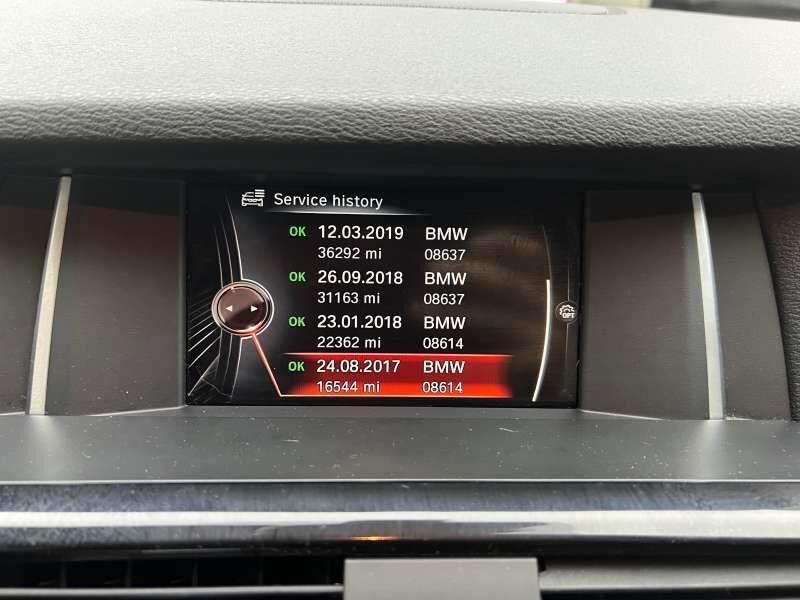 Service history
OK 12.03.2019 BMW
36292 mi 08637
OK 26.09.2018 BMW
31163 mi 08637
OK 23.01.2018 BMW
22362 mi 08614
OK 24.08.2017 BMW
16544 mi 08614
OPT